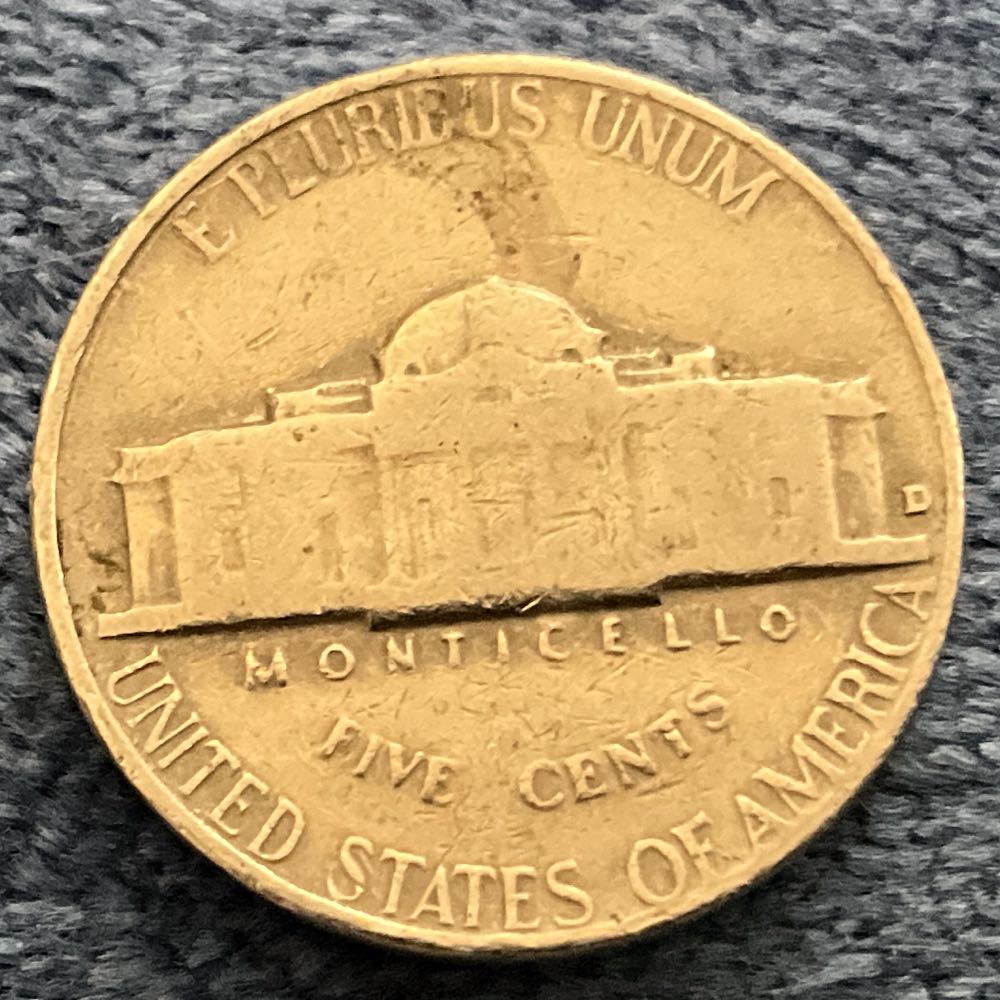 E PLURIBUS UNUM
D
MONTICELLO
FIVE CENTS
UNITED STATES OF AMERICA